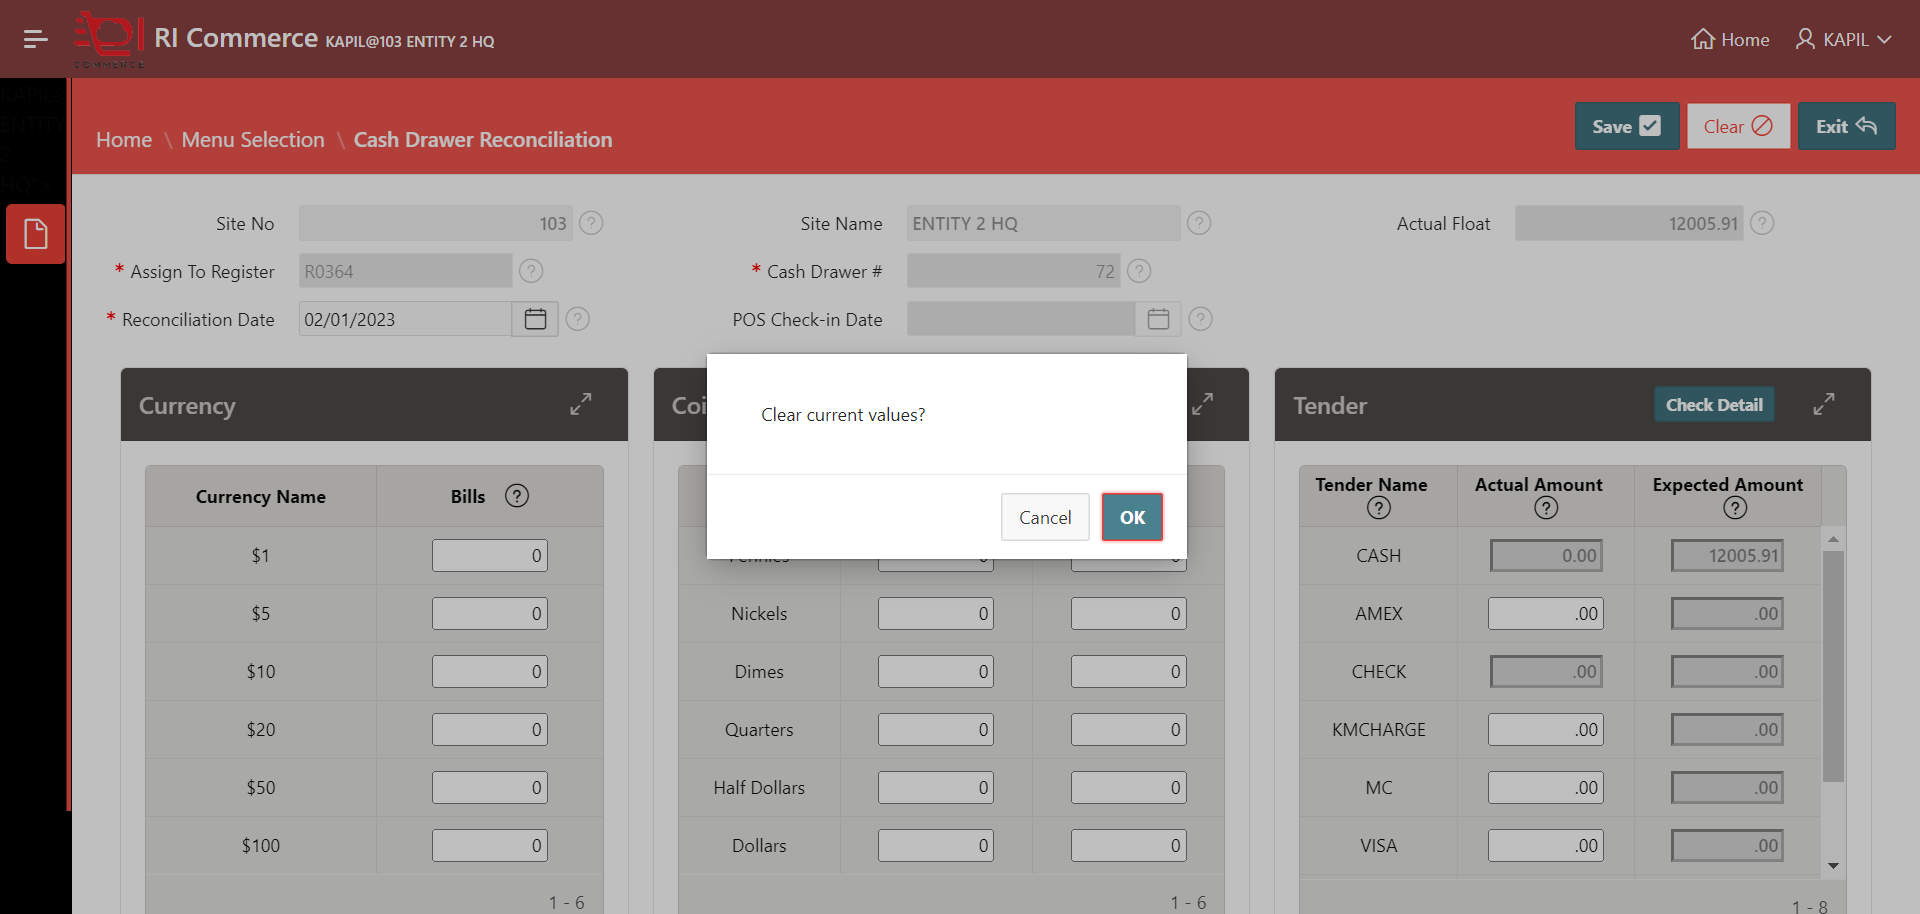 COMMERCE
RI Commerce KAPIL@103 ENTITY 2 HQ
Home
KAPIL
KAPIL@
ENTITY
2
HQ">
Home \ Menu Selection \ Cash Drawer Reconciliation
Save
Clear
Exit
Site No 103 ?
Site Name ENTITY 2 HQ ?
Actual Float 12005.91 ?
* Assign To Register R0364 ?
* Cash Drawer # 72 ?
* Reconciliation Date 02/01/2023 ?
POS Check-in Date ?
Clear current values?
Cancel OK
Currency
Currency Name Bills ?
$1 0
$5 0
$10 0
$20 0
$50 0
$100 0
1 - 6
Coi
Pennies 0 0
Nickels 0 0
Dimes 0 0
Quarters 0 0
Half Dollars 0 0
Dollars 0 0
1 - 6
Tender Check Detail
Tender Name ? Actual Amount ? Expected Amount ?
CASH 0.00 12005.91
AMEX .00 .00
CHECK .00 .00
KMCHARGE .00 .00
MC .00 .00
VISA .00 .00
1 - 8